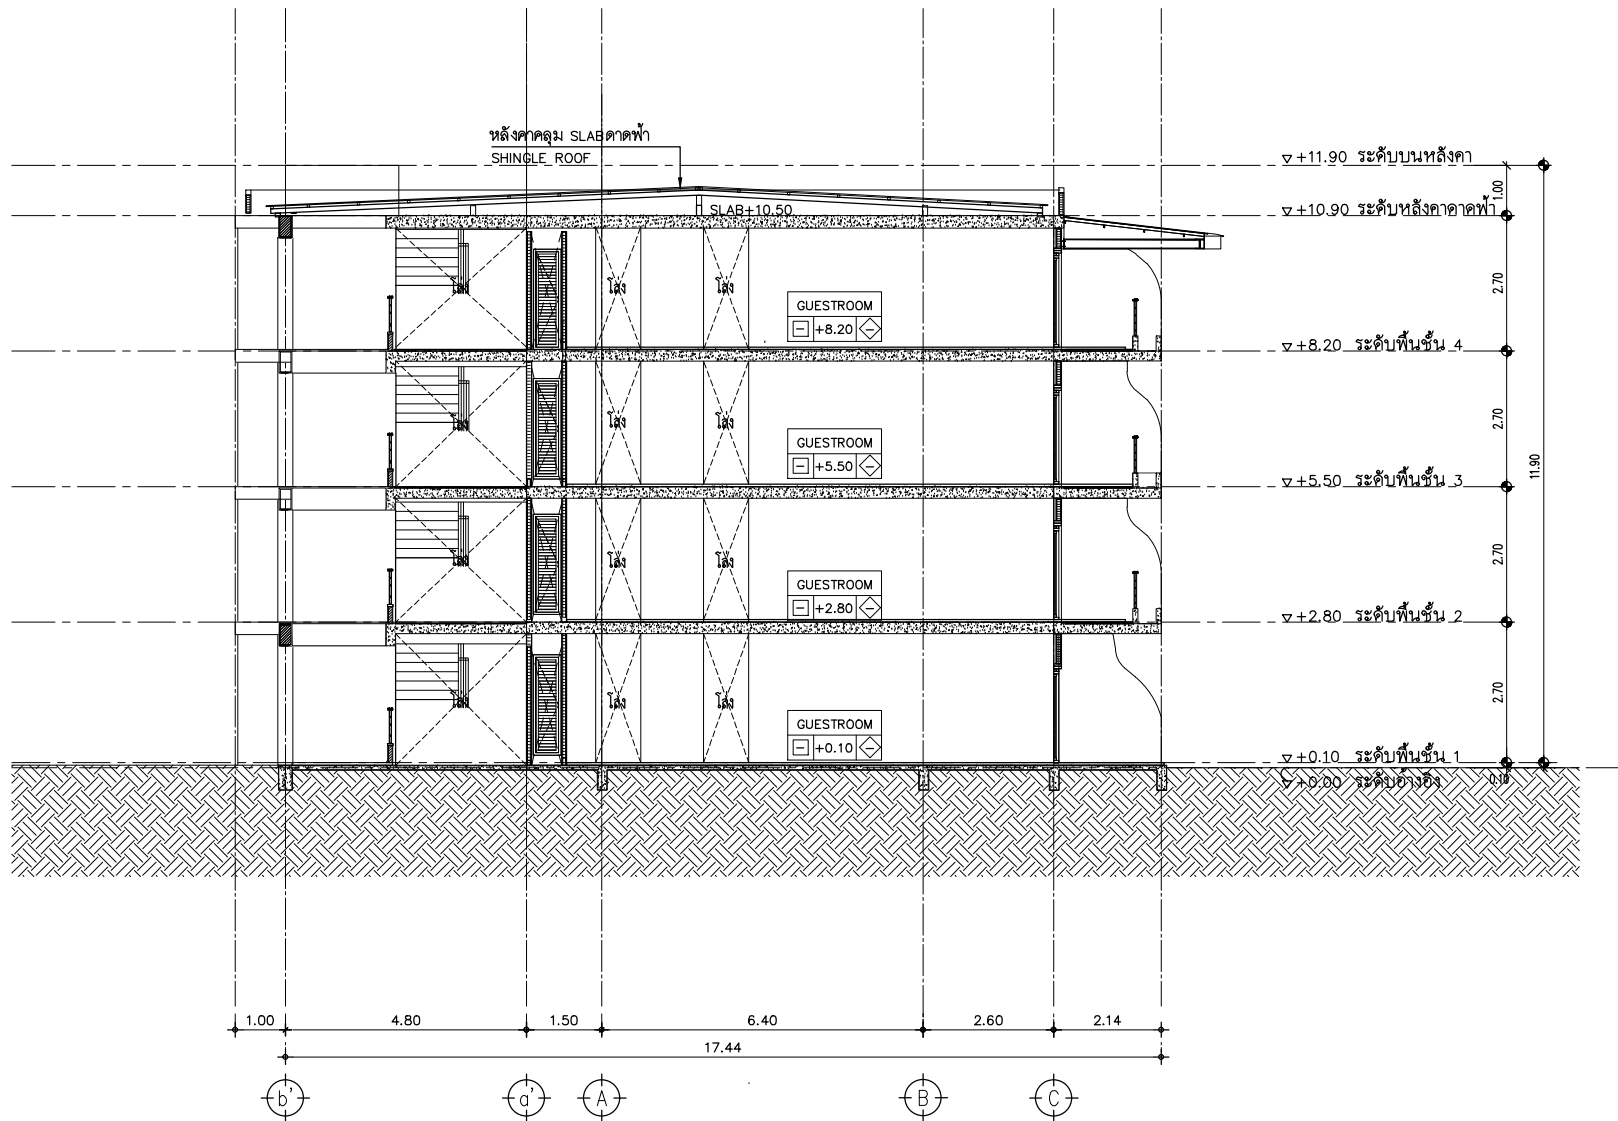 หลังคาคลุม SLABดาดฟ้า
SHINGLE ROOF
+11.90 ระดับบนหลังคา
1.00
SLAB+10.50
+10.90 ระดับหลังคาดาดฟ้า
2.70
โล่ง
โล่ง
โล่ง
GUESTROOM
+8.20
+8.20 ระดับพื้นชั้น 4
2.70
โล่ง
โล่ง
โล่ง
GUESTROOM
+5.50
11.90
+5.50 ระดับพื้นชั้น 3
2.70
โล่ง
โล่ง
โล่ง
GUESTROOM
+2.80
+2.80 ระดับพื้นชั้น 2
2.70
โล่ง
โล่ง
โล่ง
GUESTROOM
+0.10
+0.10 ระดับพื้นชั้น 1
+0.00 ระดับอ้างอิง
0.10
1.00 4.80 1.50 6.40 2.60 2.14
17.44
b' a' A B C